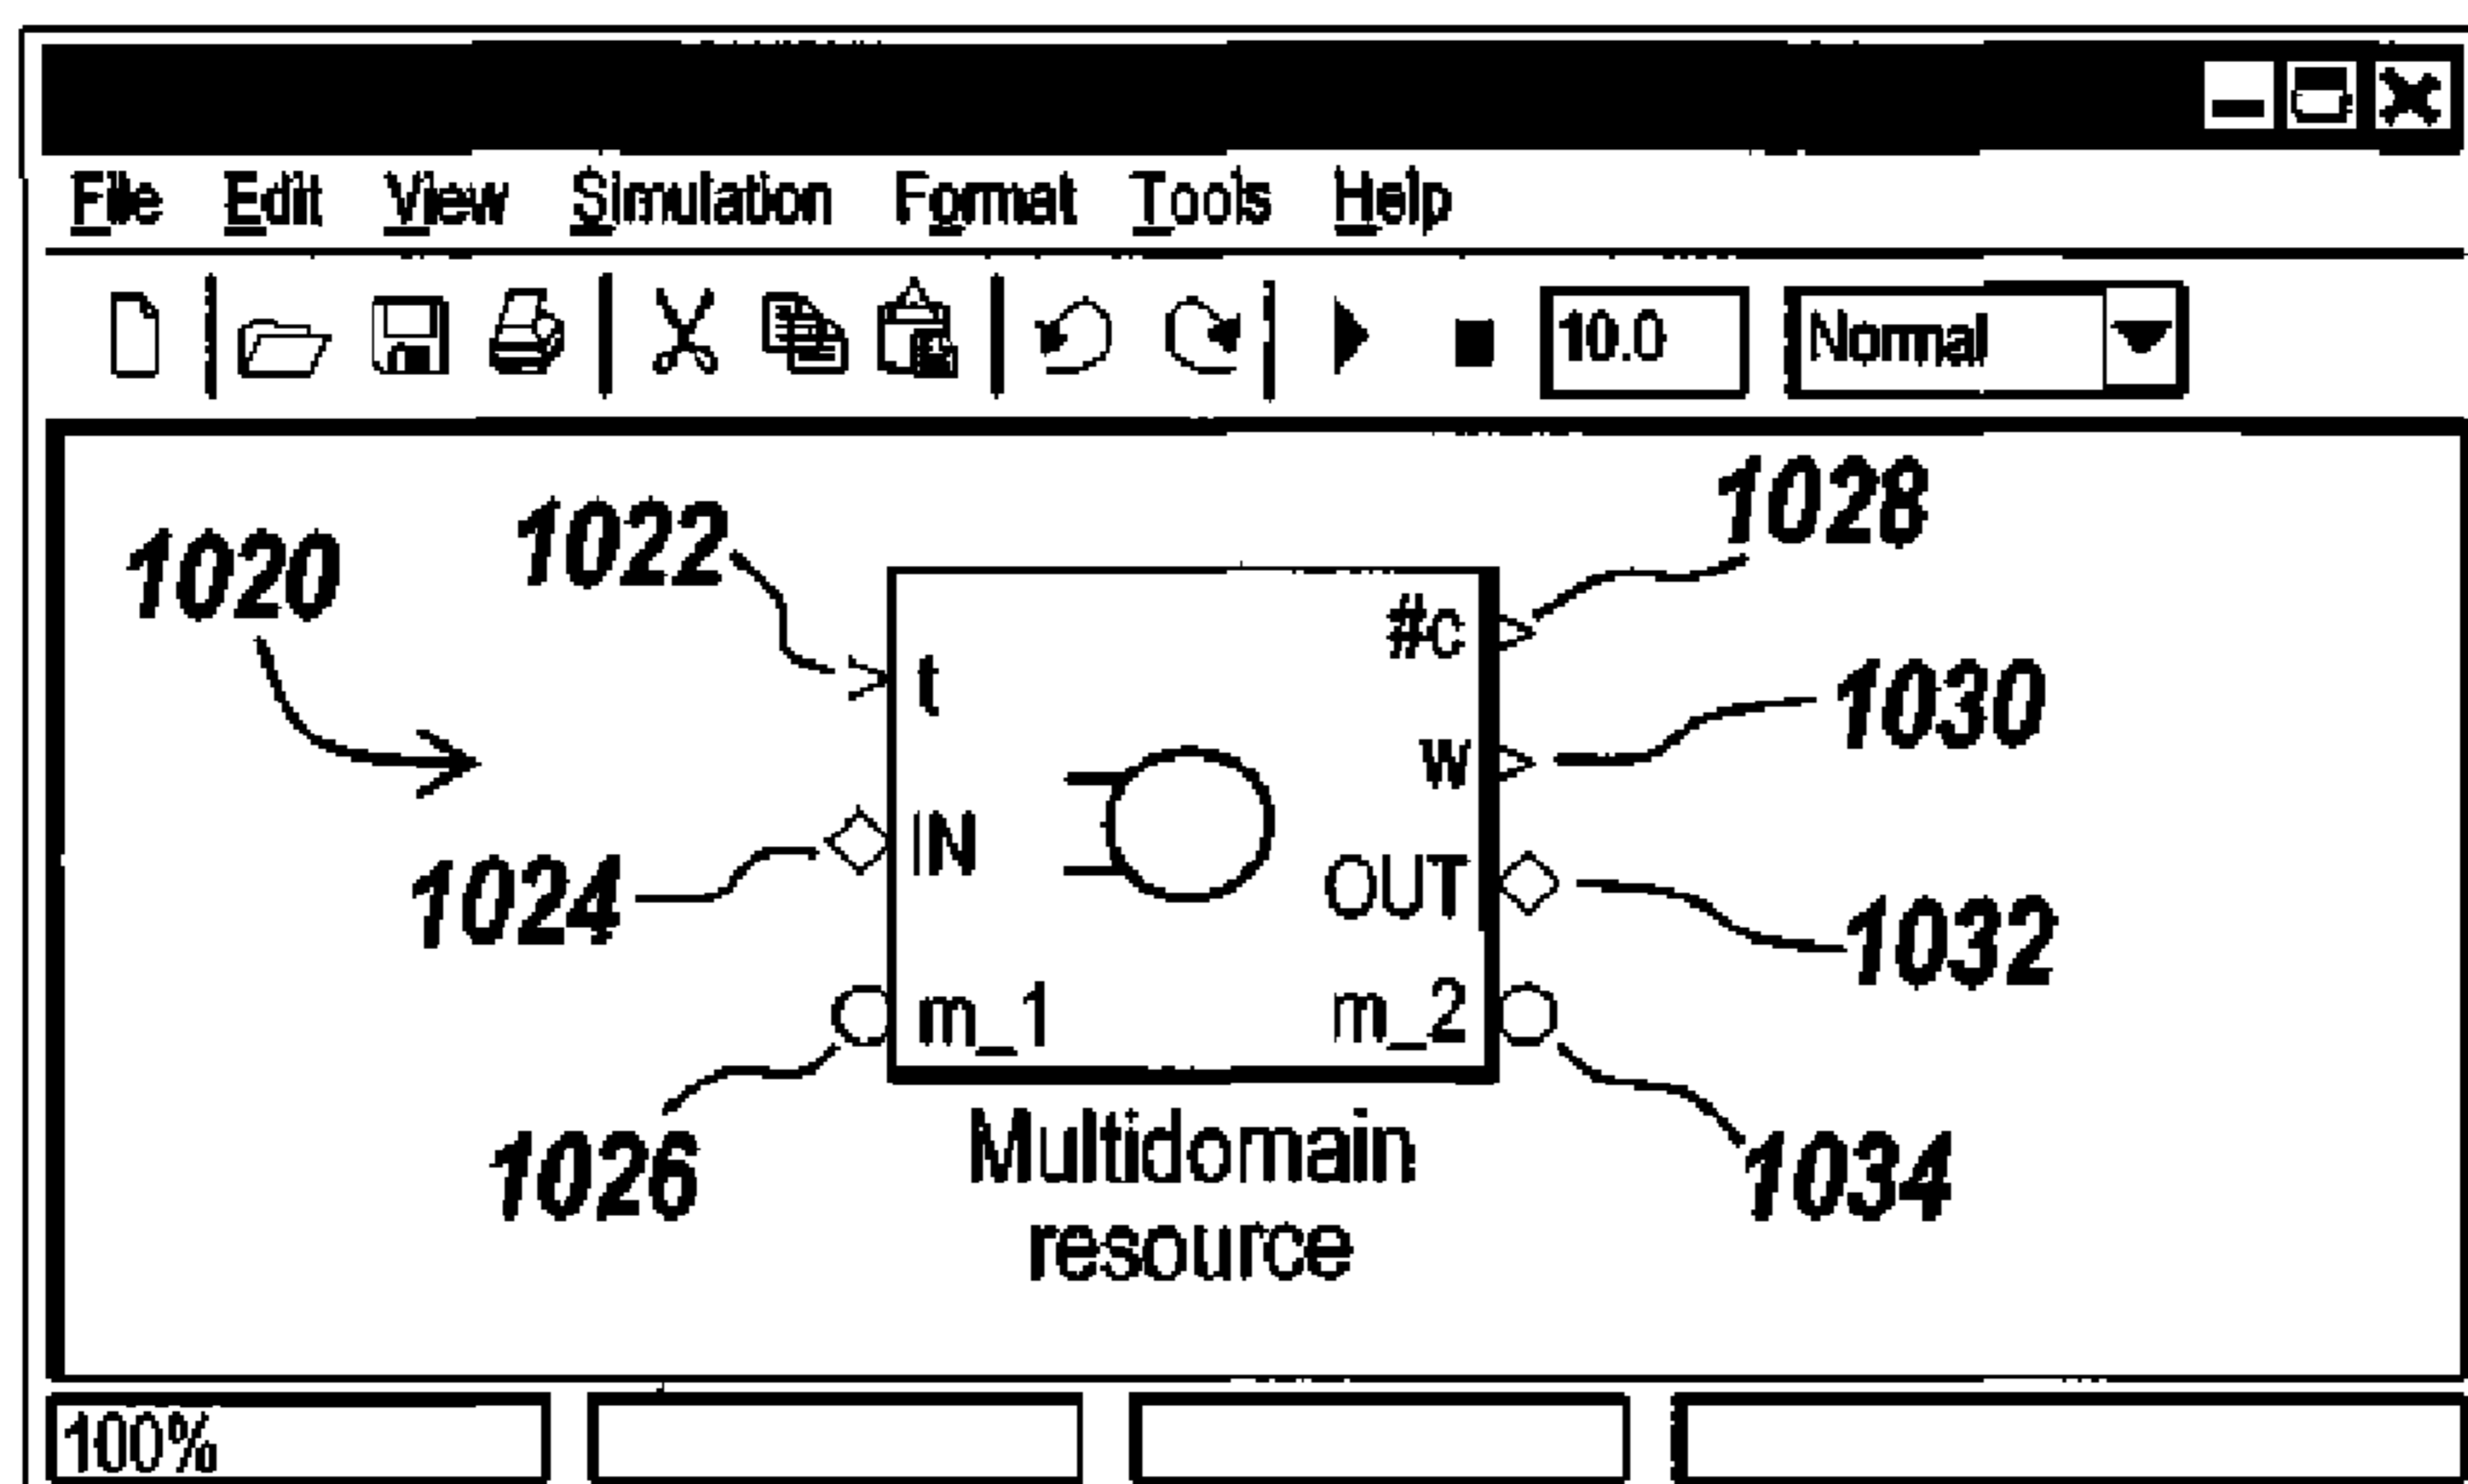 File Edit View Simulation Format Tools Help
10.0 Normal
1028
1022
1020
#c
t
1030
w
IN
OUT
1024
1032
m_1 m_2
1026
Multidomain
resource
1034
100%